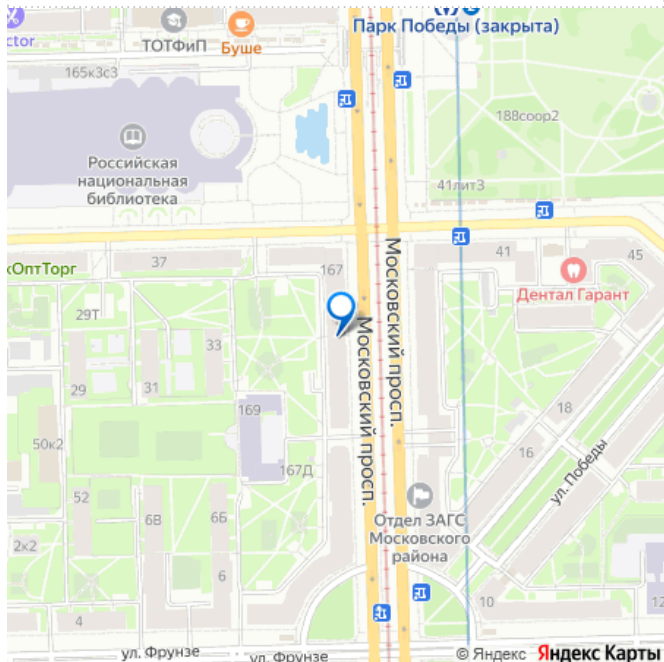 Парк Победы (закрыта)
ctor
ТОТФиП
Буше
165к3с3
188соор2
Российская
национальная
библиотека
41лит3
37
167
41
45
кОптТорг
Дентал Гарант
Московский просп.
Московский просп.
29Т
33
29
31
169
18
50к2
167Д
16
ул. Победы
52
6В
6Б
Отдел ЗАГС
Московского
района
2к2
6
10
12
4
ул. Фрунзе
ул. Фрунзе
© Яндекс Яндекс Карты